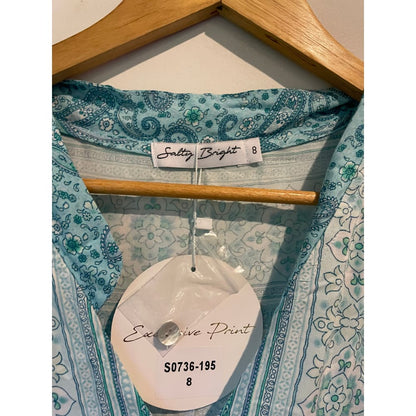 Salty Bright 8
Exclusive Print
S0736-195
8